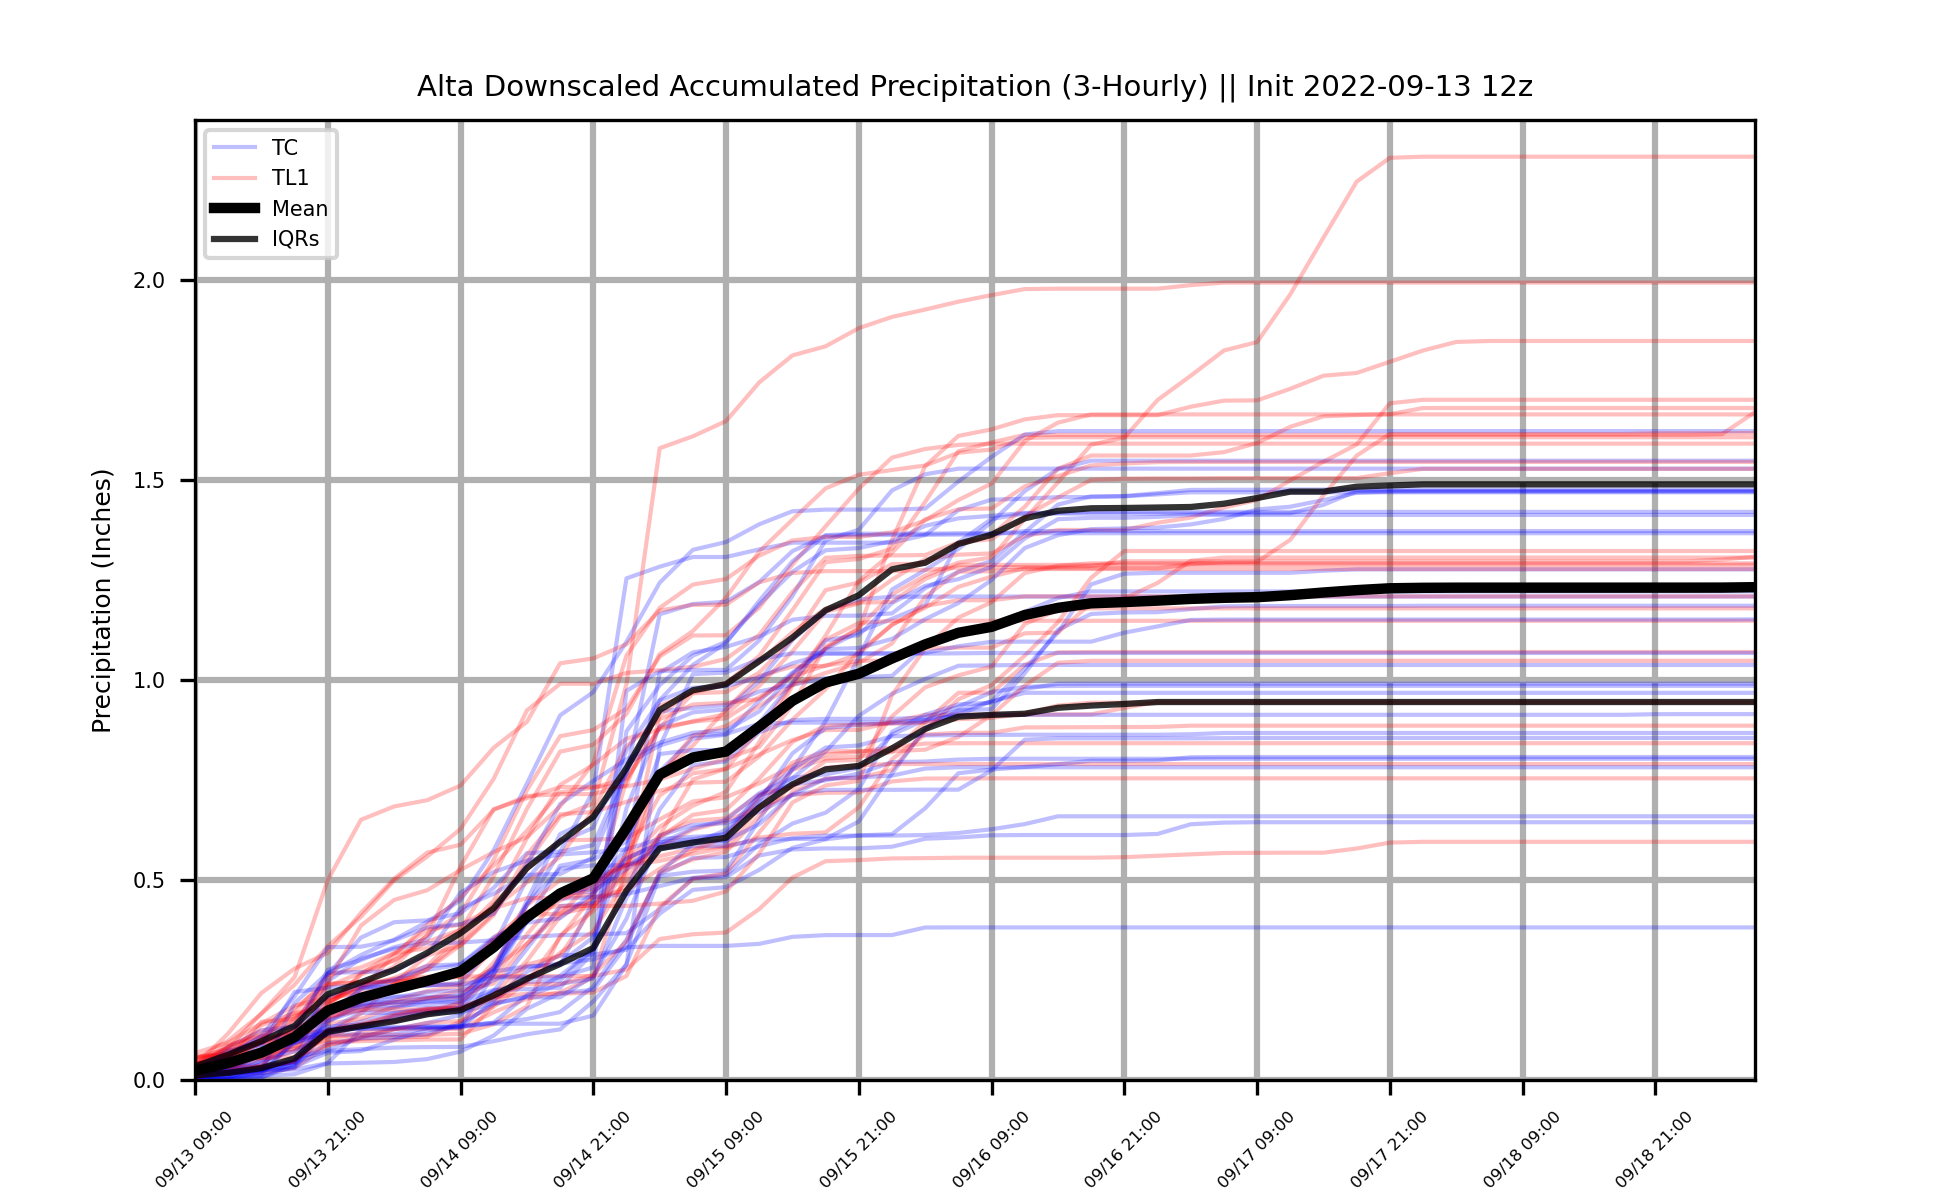 Alta Downscaled Accumulated Precipitation (3-Hourly) || Init 2022-09-13 12z
TC
TL1
Mean
IQRs
Precipitation (Inches)
2.0
1.5
1.0
0.5
0.0
09/13 09:00
09/13 21:00
09/14 09:00
09/14 21:00
09/15 09:00
09/15 21:00
09/16 09:00
09/16 21:00
09/17 09:00
09/17 21:00
09/18 09:00
09/18 21:00